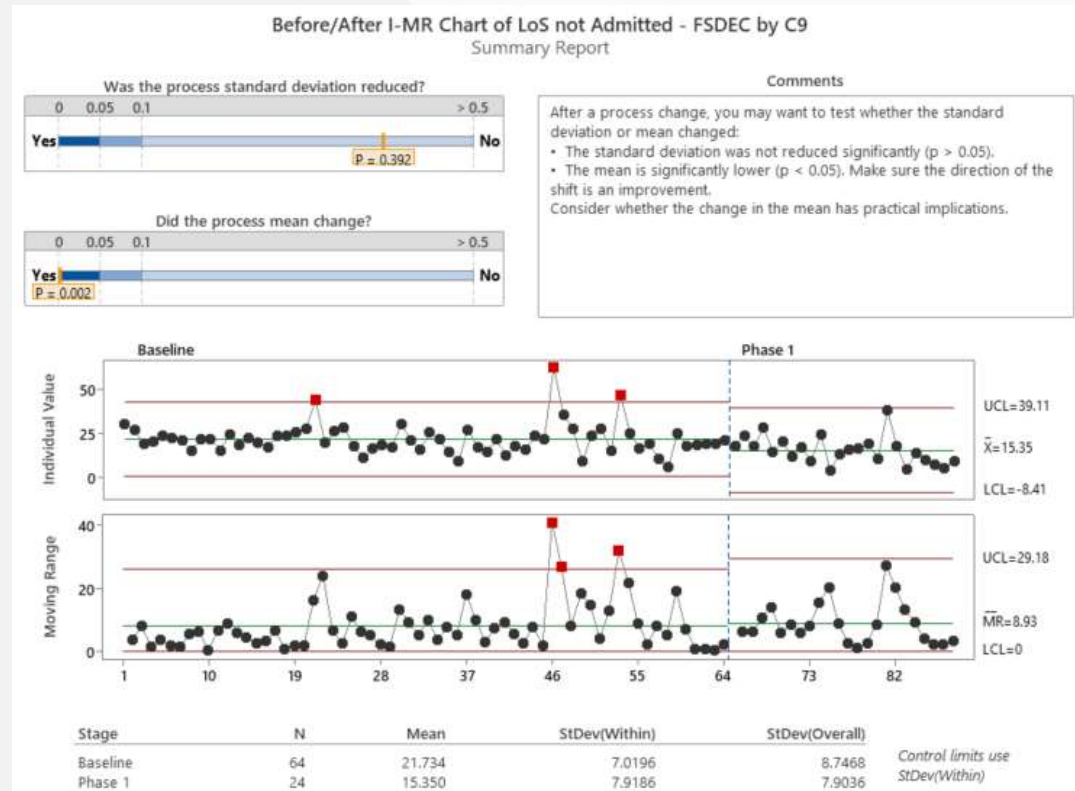 Before/After I-MR Chart of LoS not Admitted - FSDEC by C9
Summary Report
Was the process standard deviation reduced?
0 0.05 0.1 > 0.5
Yes No
P = 0.392
Did the process mean change?
0 0.05 0.1 > 0.5
Yes No
P = 0.002
Comments
After a process change, you may want to test whether the standard
deviation or mean changed:
• The standard deviation was not reduced significantly (p > 0.05).
• The mean is significantly lower (p < 0.05). Make sure the direction of the
shift is an improvement.
Consider whether the change in the mean has practical implications.
Baseline Phase 1
Individual Value
50
25
0
UCL=39.11
X̄=15.35
LCL=-8.41
Moving Range
40
20
0
UCL=29.18
M̄R̄=8.93
LCL=0
1 10 19 28 37 46 55 64 73 82
Stage N Mean StDev(Within) StDev(Overall)
Baseline 64 21.734 7.0196 8.7468
Phase 1 24 15.350 7.9186 7.9036
Control limits use
StDev(Within)